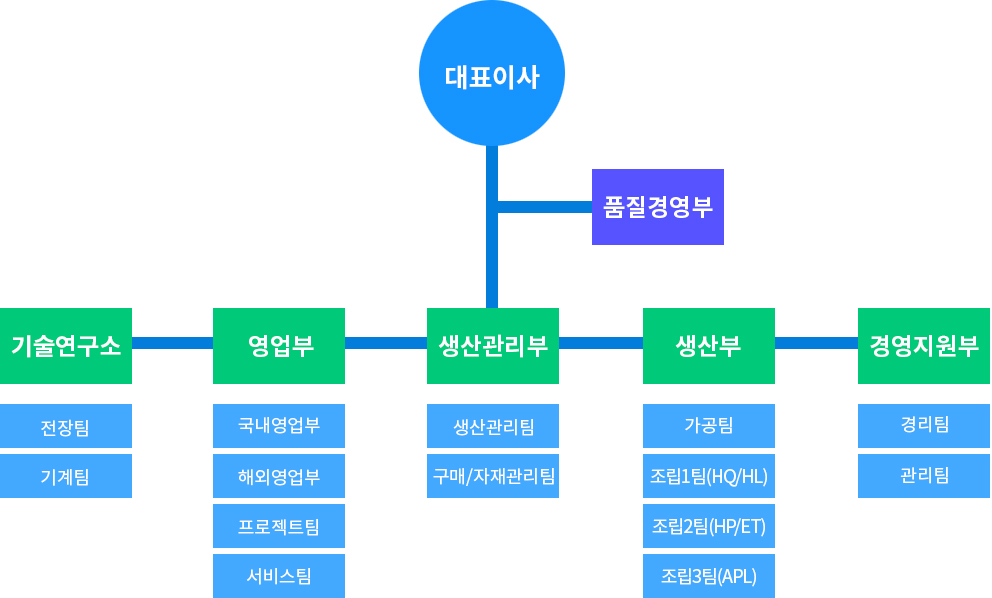 대표이사
품질경영부
기술연구소
영업부
생산관리부
생산부
경영지원부
전장팀
기계팀
국내영업부
해외영업부
프로젝트팀
서비스팀
생산관리팀
구매/자재관리팀
가공팀
조립1팀(HQ/HL)
조립2팀(HP/ET)
조립3팀(APL)
경리팀
관리팀